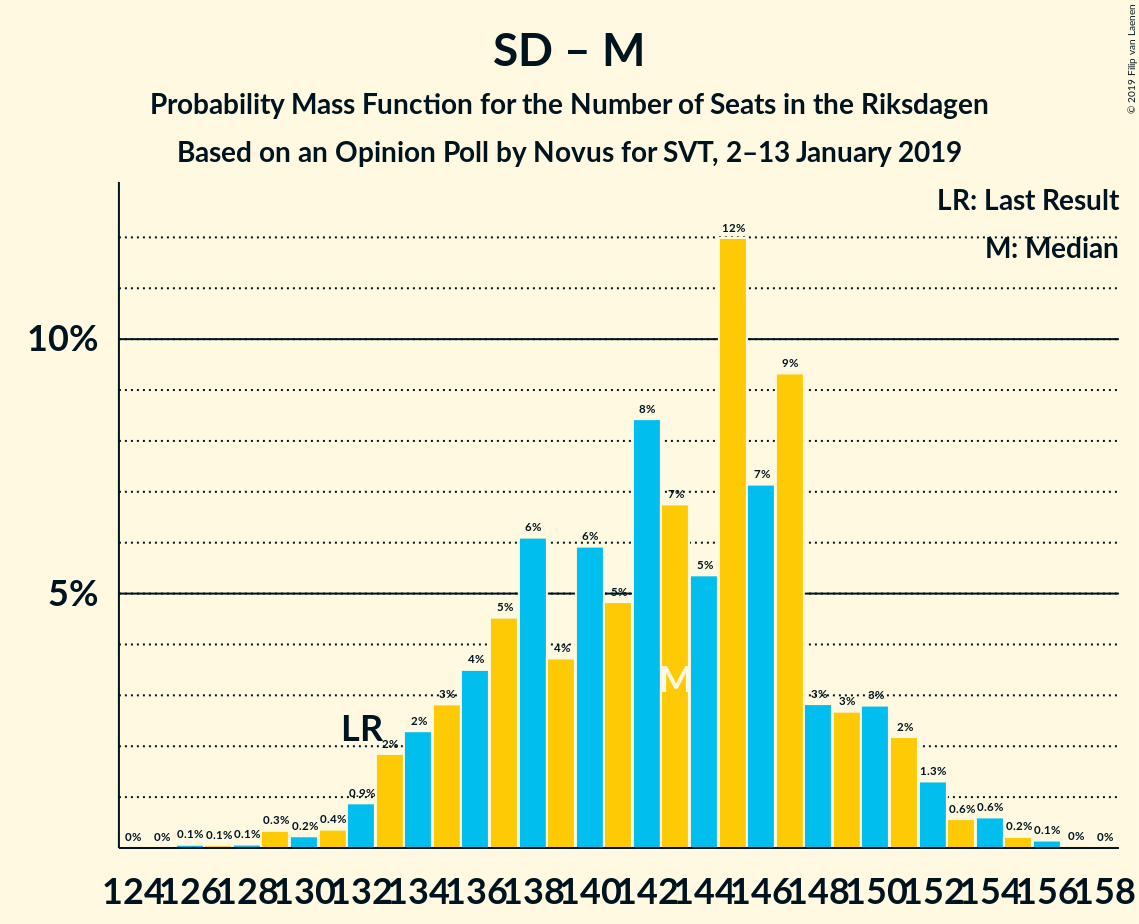 SD – M
Probability Mass Function for the Number of Seats in the Riksdagen
Based on an Opinion Poll by Novus for SVT, 2–13 January 2019
© 2019 Filip van Laenen
LR: Last Result
M: Median
10%
5%
0% 0% 0.1% 0.1% 0.1% 0.3% 0.2% 0.4% 0.9% 2% 2% 3% 4% 5% 6% 4% 6% 5% 8% 7% 5% 12% 7% 9% 3% 3% 3% 2% 1.3% 0.6% 0.6% 0.2% 0.1% 0% 0%
LR
M
124 126 128 130 132 134 136 138 140 142 144 146 148 150 152 154 156 158